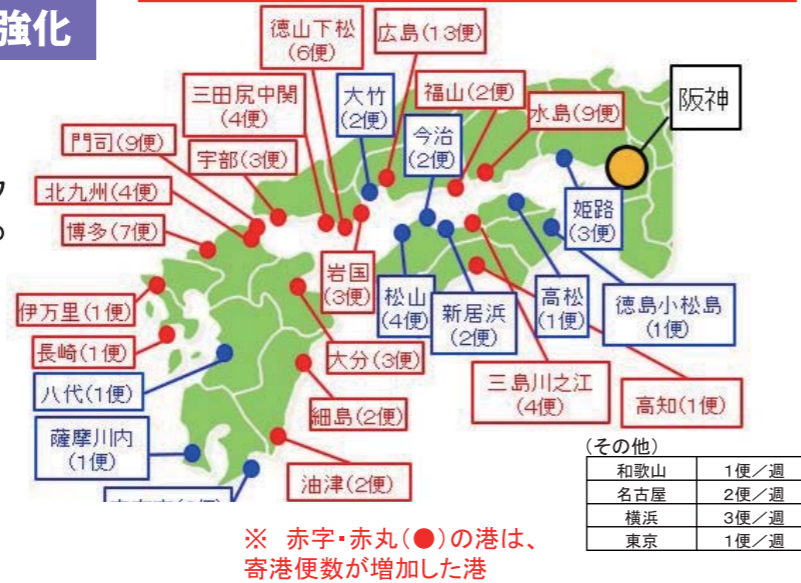 強化
徳山下松
(6便)
広島(13便)
三田尻中関
(4便)
大竹
(2便)
福山(2便)
水島(9便)
阪神
門司(9便)
宇部(3便)
今治
(2便)
北九州(4便)
博多(7便)
姫路
(3便)
岩国
(3便)
松山
(4便)
新居浜
(2便)
高松
(1便)
徳島小松島
(1便)
伊万里(1便)
長崎(1便)
大分(3便)
三島川之江
(4便)
高知(1便)
八代(1便)
細島(2便)
薩摩川内
(1便)
油津(2便)
(その他)
和歌山 1便／週
名古屋 2便／週
横浜 3便／週
東京 1便／週
※ 赤字・赤丸(●)の港は、
寄港便数が増加した港